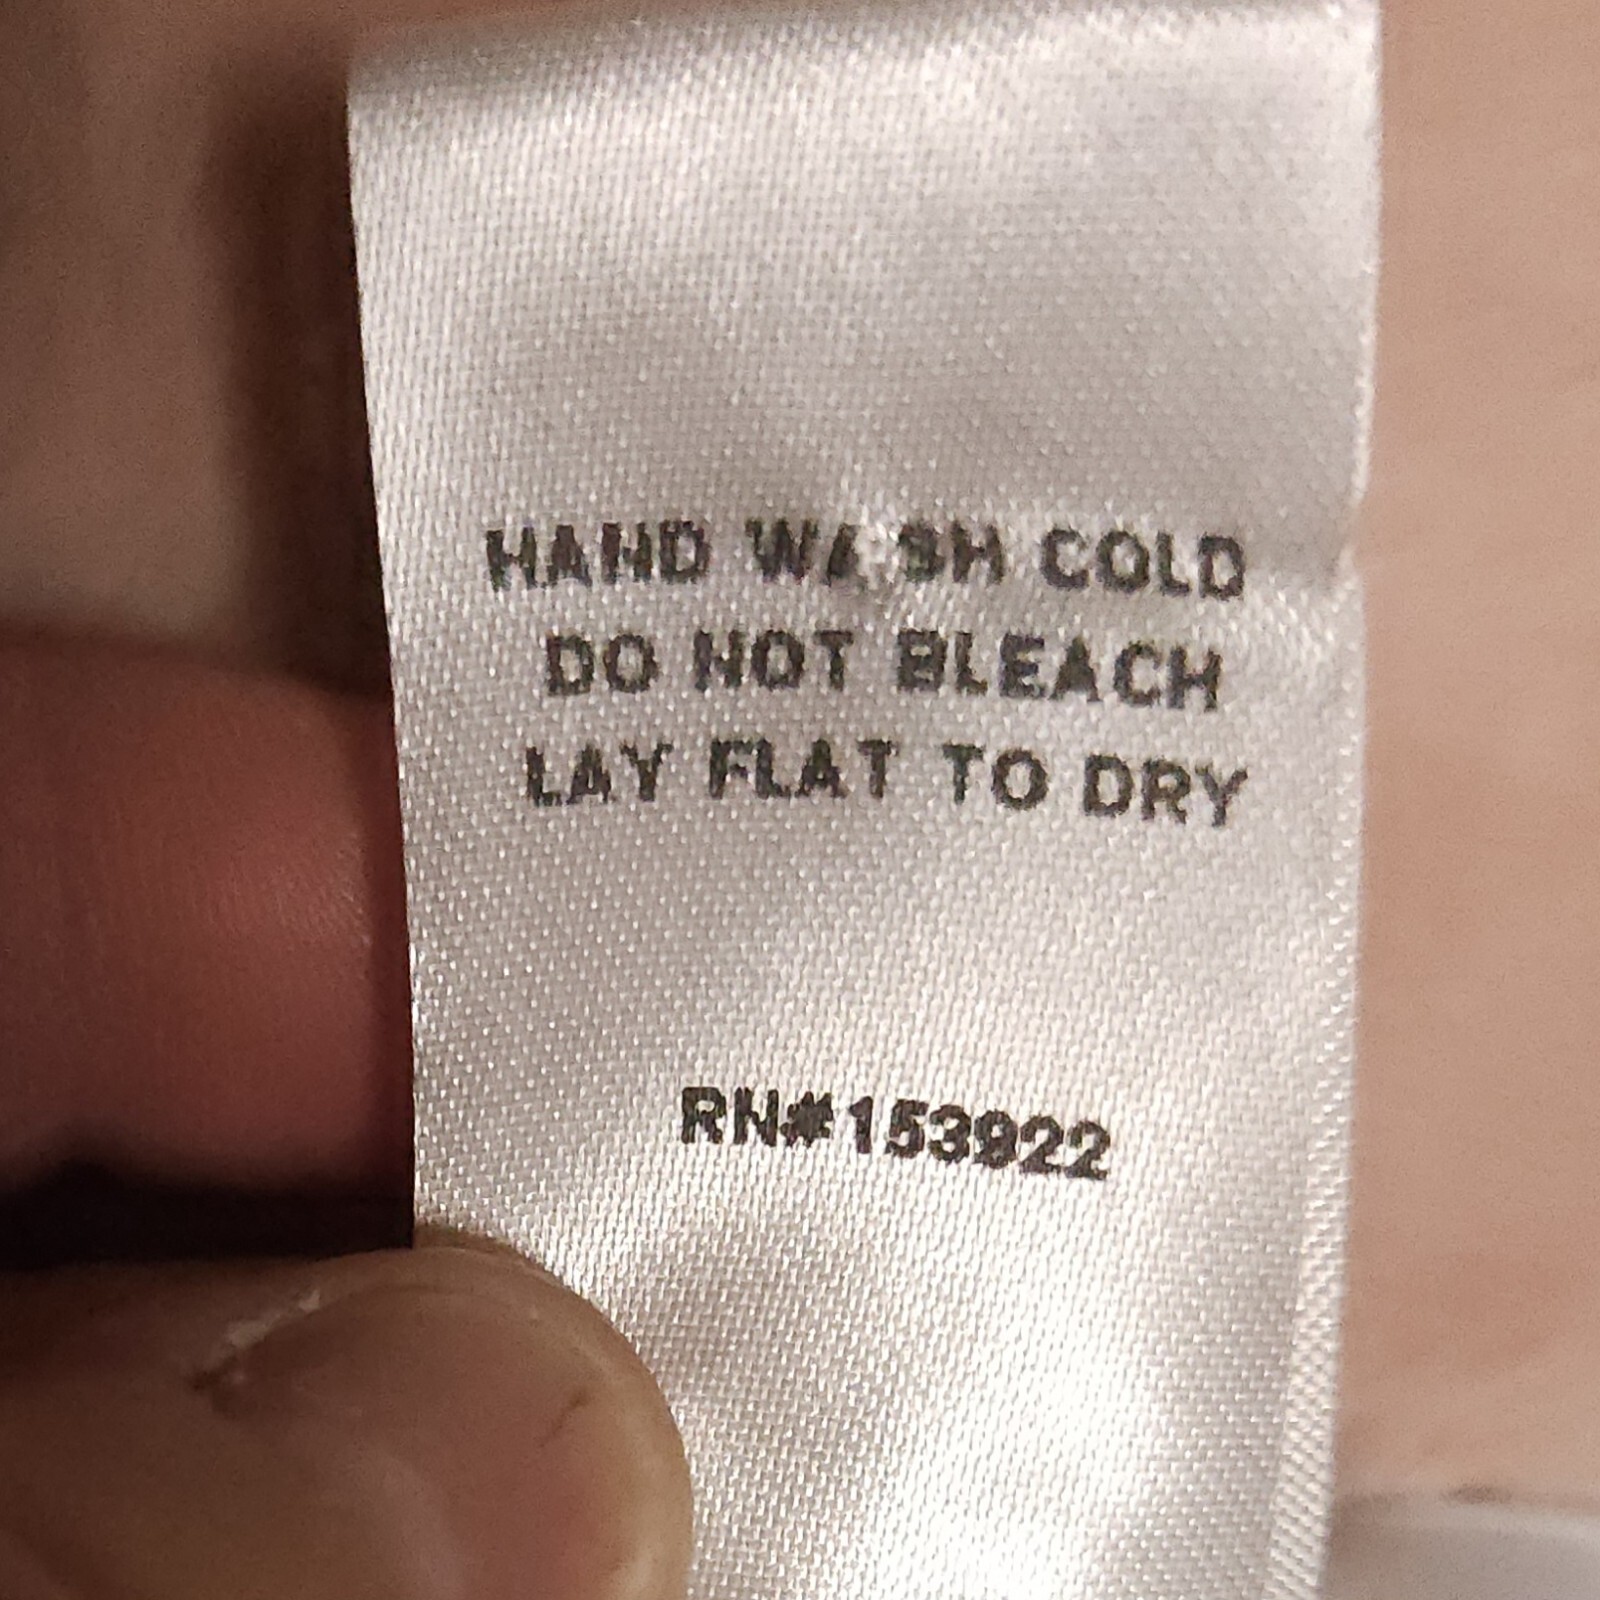 HAND WASH COLD
DO NOT BLEACH
LAY FLAT TO DRY
RN#153922